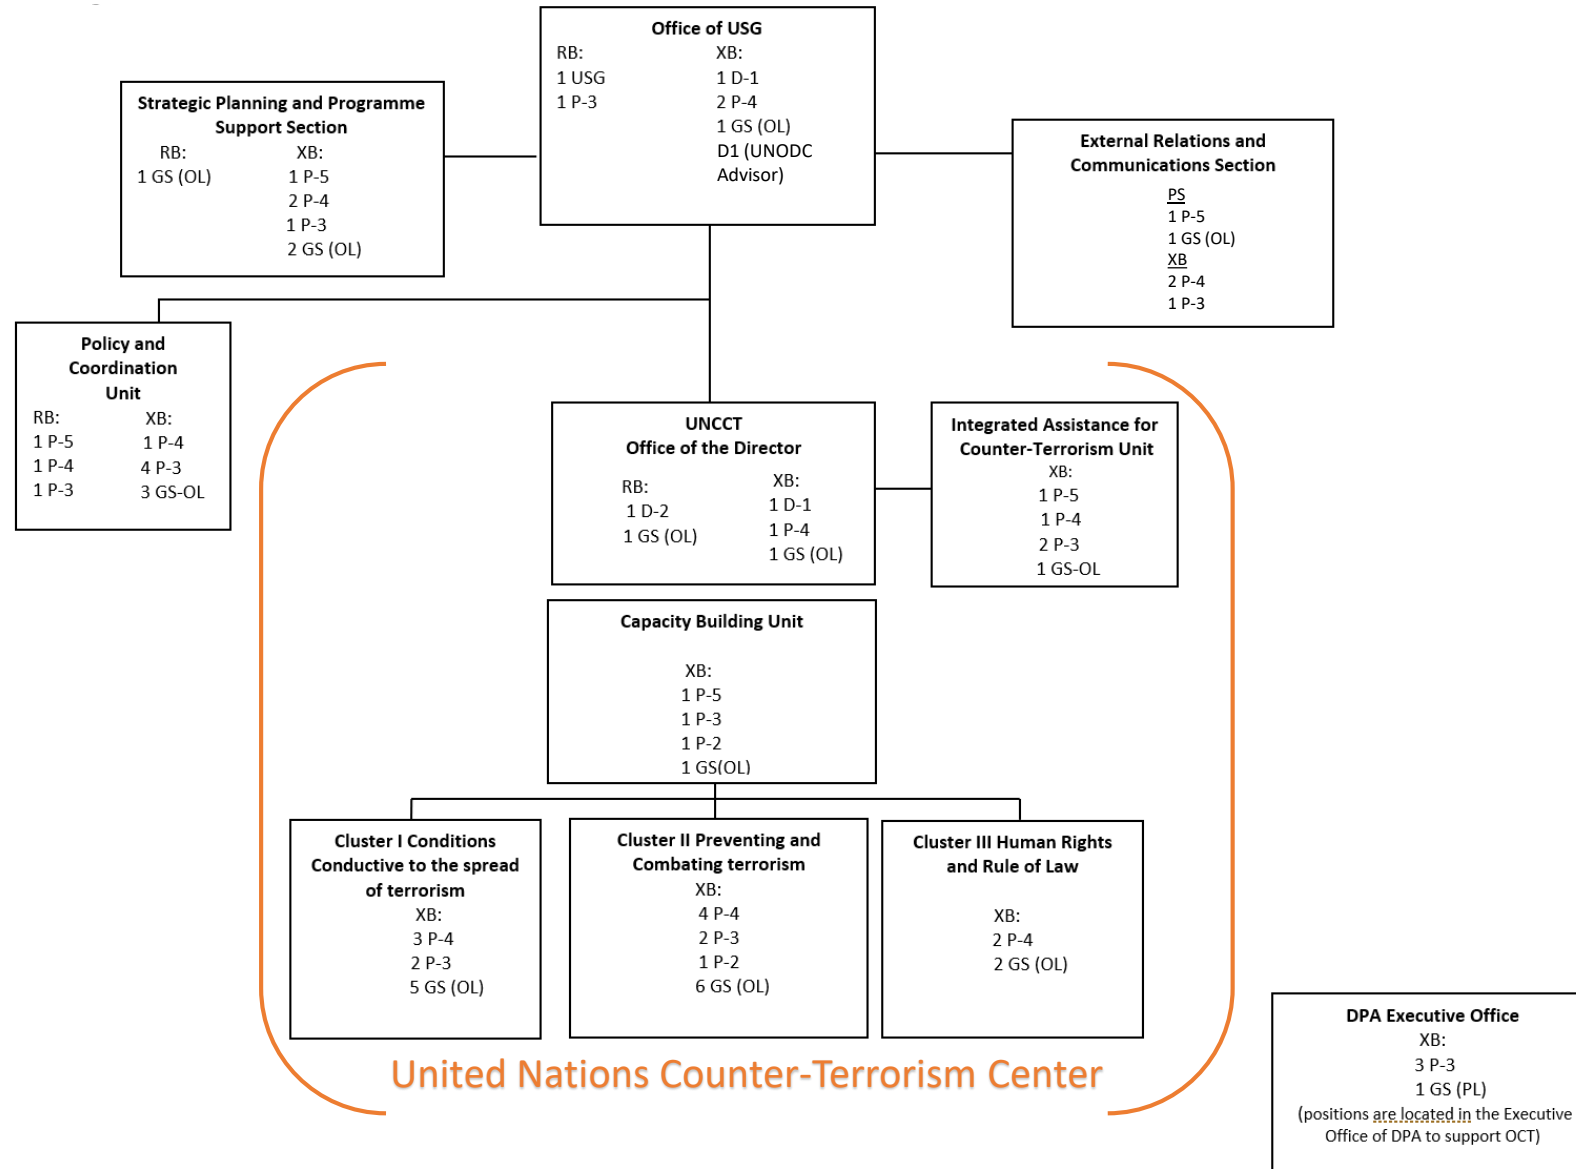 Office of USG
RB:
1 USG
1 P-3
XB:
1 D-1
2 P-4
1 GS (OL)
D1 (UNODC
Advisor)
Strategic Planning and Programme
Support Section
RB:
1 GS (OL)
XB:
1 P-5
2 P-4
1 P-3
2 GS (OL)
External Relations and
Communications Section
PS
1 P-5
1 GS (OL)
XB
2 P-4
1 P-3
Policy and
Coordination
Unit
RB:
1 P-5
1 P-4
1 P-3
XB:
1 P-4
4 P-3
3 GS-OL
UNCCT
Office of the Director
RB:
1 D-2
1 GS (OL)
XB:
1 D-1
1 P-4
1 GS (OL)
Integrated Assistance for
Counter-Terrorism Unit
XB:
1 P-5
1 P-4
2 P-3
1 GS-OL
Capacity Building Unit
XB:
1 P-5
1 P-3
1 P-2
1 GS(OL)
Cluster I Conditions
Conductive to the spread
of terrorism
XB:
3 P-4
2 P-3
5 GS (OL)
Cluster II Preventing and
Combating terrorism
XB:
4 P-4
2 P-3
1 P-2
6 GS (OL)
Cluster III Human Rights
and Rule of Law
XB:
2 P-4
2 GS (OL)
United Nations Counter-Terrorism Center
DPA Executive Office
XB:
3 P-3
1 GS (PL)
(positions are located in the Executive
Office of DPA to support OCT)